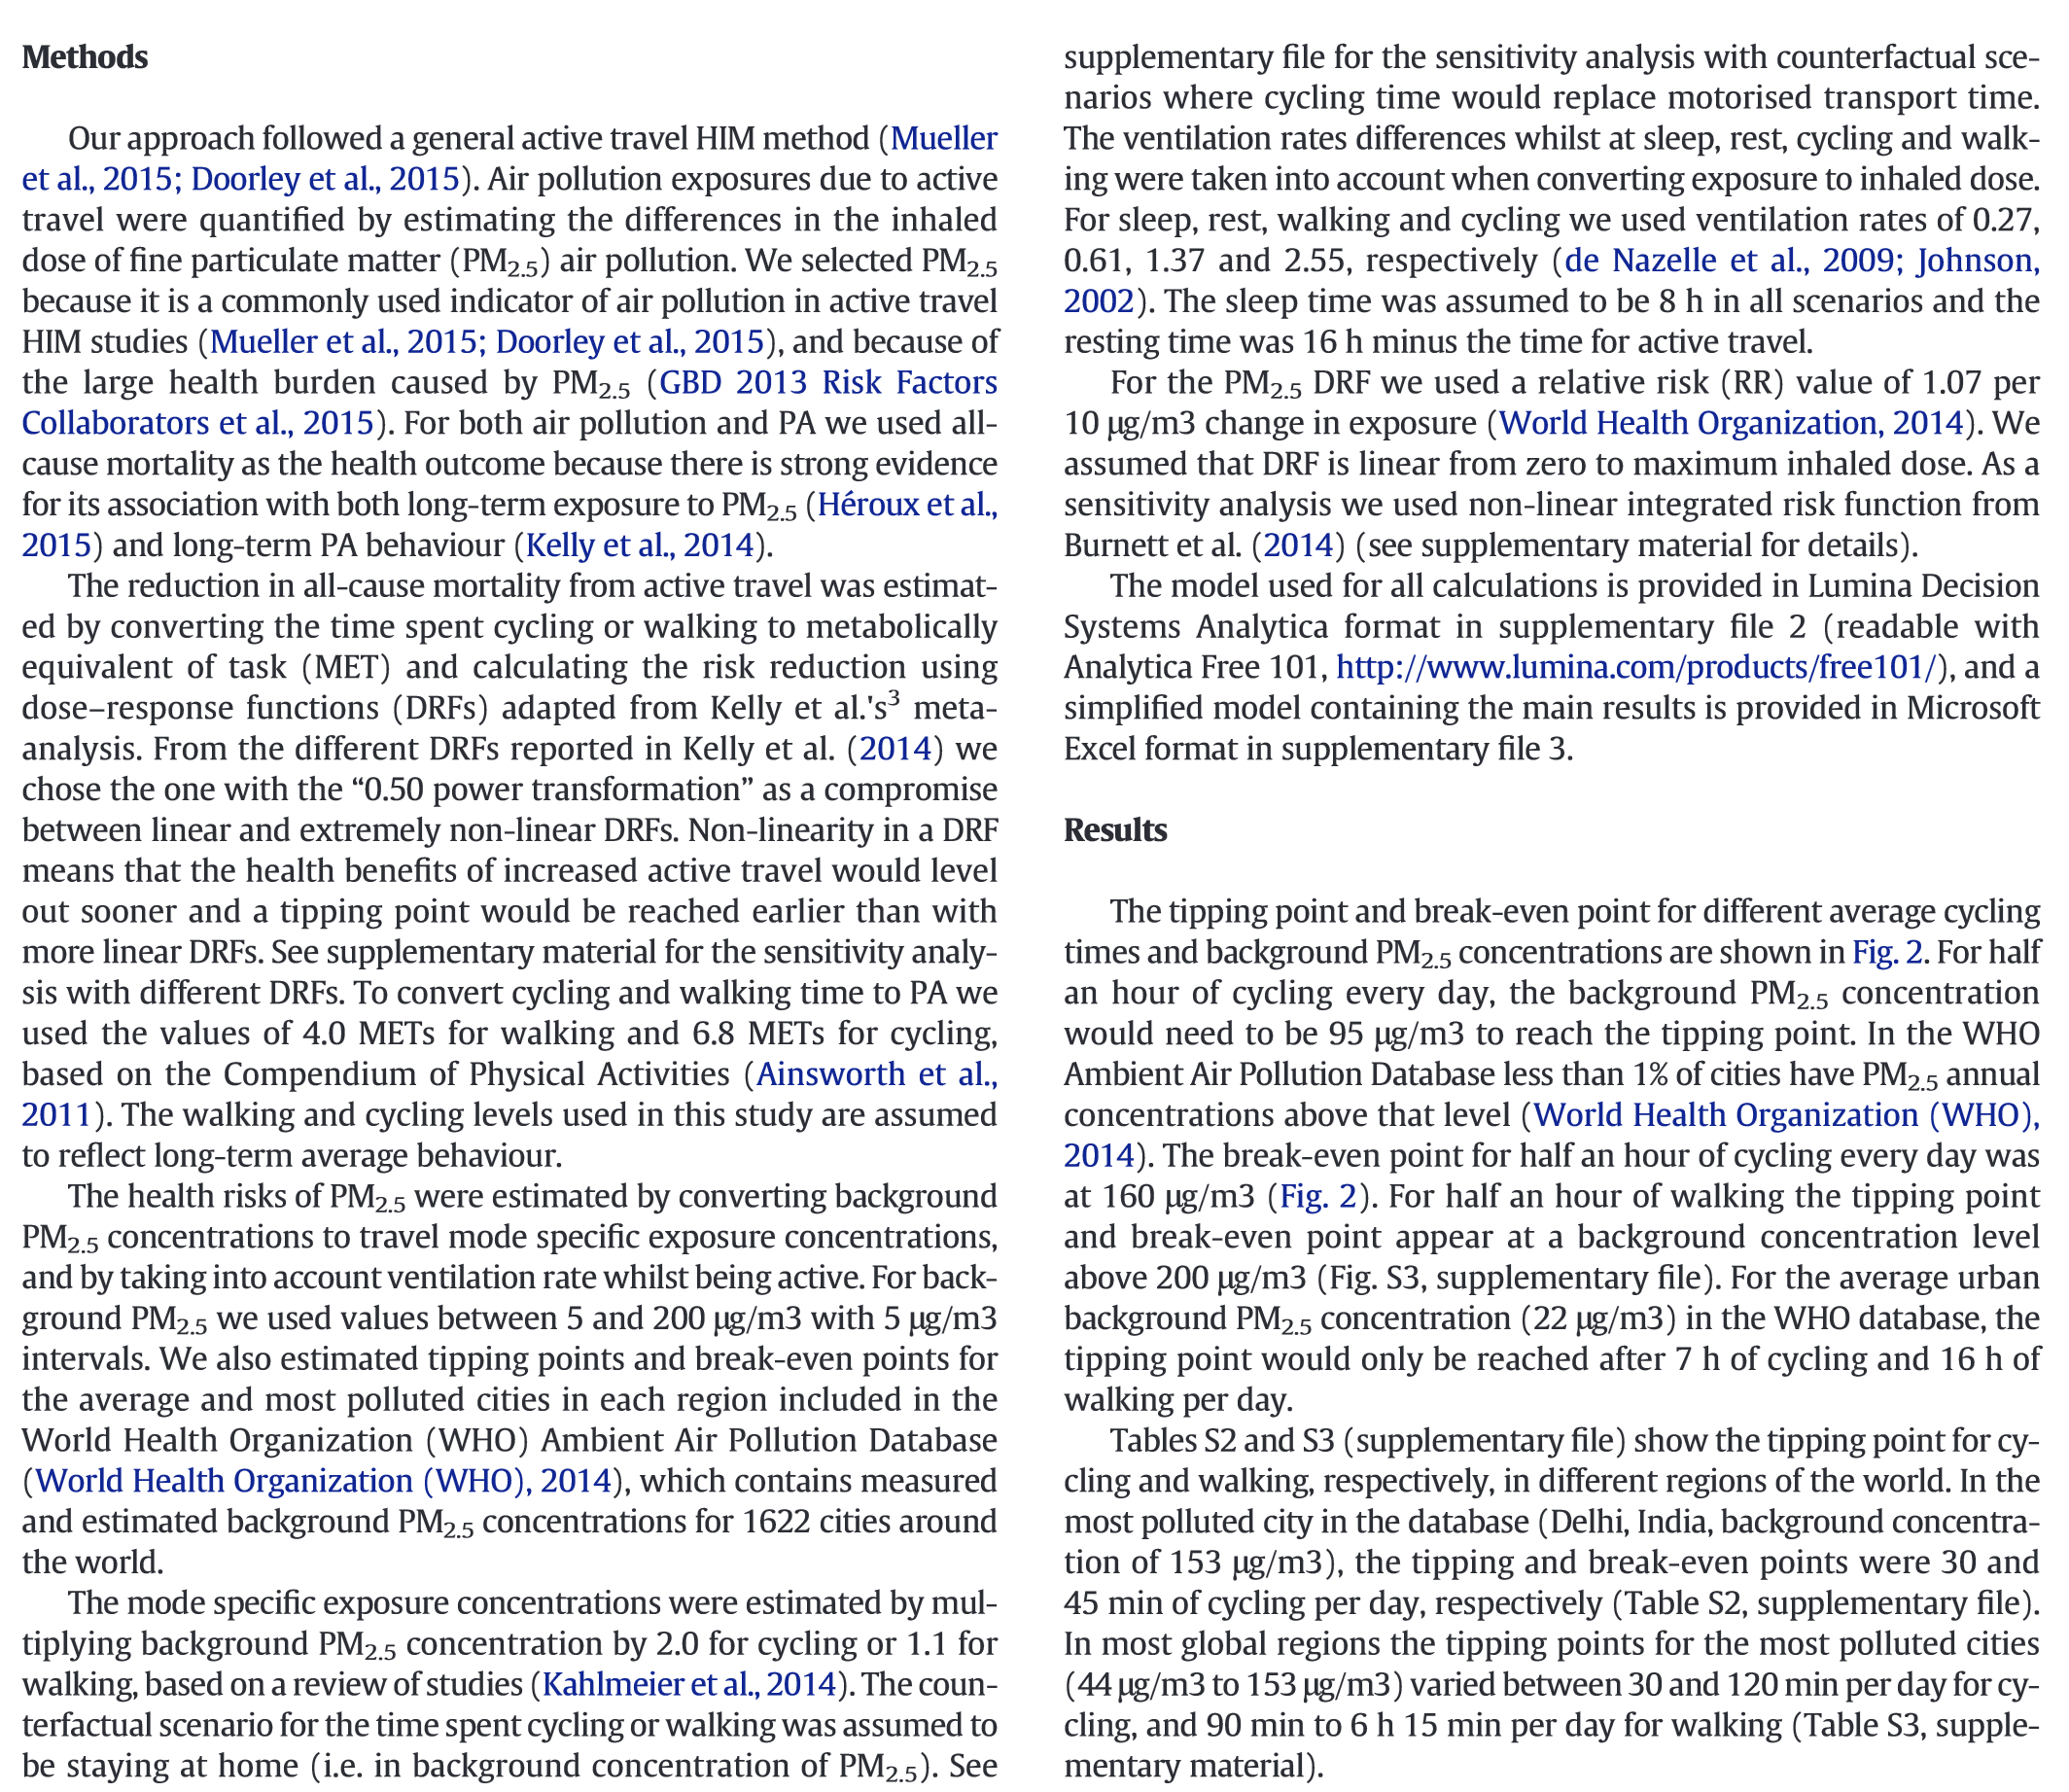 Methods
Our approach followed a general active travel HIM method (Mueller
et al., 2015; Doorley et al., 2015). Air pollution exposures due to active
travel were quantified by estimating the differences in the inhaled
dose of fine particulate matter (PM2.5) air pollution. We selected PM2.5
because it is a commonly used indicator of air pollution in active travel
HIM studies (Mueller et al., 2015; Doorley et al., 2015), and because of
the large health burden caused by PM2.5 (GBD 2013 Risk Factors
Collaborators et al., 2015). For both air pollution and PA we used all-
cause mortality as the health outcome because there is strong evidence
for its association with both long-term exposure to PM2.5 (Héroux et al.,
2015) and long-term PA behaviour (Kelly et al., 2014).
The reduction in all-cause mortality from active travel was estimat-
ed by converting the time spent cycling or walking to metabolically
equivalent of task (MET) and calculating the risk reduction using
dose–response functions (DRFs) adapted from Kelly et al.'s3 meta-
analysis. From the different DRFs reported in Kelly et al. (2014) we
chose the one with the “0.50 power transformation” as a compromise
between linear and extremely non-linear DRFs. Non-linearity in a DRF
means that the health benefits of increased active travel would level
out sooner and a tipping point would be reached earlier than with
more linear DRFs. See supplementary material for the sensitivity analy-
sis with different DRFs. To convert cycling and walking time to PA we
used the values of 4.0 METs for walking and 6.8 METs for cycling,
based on the Compendium of Physical Activities (Ainsworth et al.,
2011). The walking and cycling levels used in this study are assumed
to reflect long-term average behaviour.
The health risks of PM2.5 were estimated by converting background
PM2.5 concentrations to travel mode specific exposure concentrations,
and by taking into account ventilation rate whilst being active. For back-
ground PM2.5 we used values between 5 and 200 μg/m3 with 5 μg/m3
intervals. We also estimated tipping points and break-even points for
the average and most polluted cities in each region included in the
World Health Organization (WHO) Ambient Air Pollution Database
(World Health Organization (WHO), 2014), which contains measured
and estimated background PM2.5 concentrations for 1622 cities around
the world.
The mode specific exposure concentrations were estimated by mul-
tiplying background PM2.5 concentration by 2.0 for cycling or 1.1 for
walking, based on a review of studies (Kahlmeier et al., 2014). The coun-
terfactual scenario for the time spent cycling or walking was assumed to
be staying at home (i.e. in background concentration of PM2.5). See
supplementary file for the sensitivity analysis with counterfactual sce-
narios where cycling time would replace motorised transport time.
The ventilation rates differences whilst at sleep, rest, cycling and walk-
ing were taken into account when converting exposure to inhaled dose.
For sleep, rest, walking and cycling we used ventilation rates of 0.27,
0.61, 1.37 and 2.55, respectively (de Nazelle et al., 2009; Johnson,
2002). The sleep time was assumed to be 8 h in all scenarios and the
resting time was 16 h minus the time for active travel.
For the PM2.5 DRF we used a relative risk (RR) value of 1.07 per
10 μg/m3 change in exposure (World Health Organization, 2014). We
assumed that DRF is linear from zero to maximum inhaled dose. As a
sensitivity analysis we used non-linear integrated risk function from
Burnett et al. (2014) (see supplementary material for details).
The model used for all calculations is provided in Lumina Decision
Systems Analytica format in supplementary file 2 (readable with
Analytica Free 101, http://www.lumina.com/products/free101/), and a
simplified model containing the main results is provided in Microsoft
Excel format in supplementary file 3.
Results
The tipping point and break-even point for different average cycling
times and background PM2.5 concentrations are shown in Fig. 2. For half
an hour of cycling every day, the background PM2.5 concentration
would need to be 95 μg/m3 to reach the tipping point. In the WHO
Ambient Air Pollution Database less than 1% of cities have PM2.5 annual
concentrations above that level (World Health Organization (WHO),
2014). The break-even point for half an hour of cycling every day was
at 160 μg/m3 (Fig. 2). For half an hour of walking the tipping point
and break-even point appear at a background concentration level
above 200 μg/m3 (Fig. S3, supplementary file). For the average urban
background PM2.5 concentration (22 μg/m3) in the WHO database, the
tipping point would only be reached after 7 h of cycling and 16 h of
walking per day.
Tables S2 and S3 (supplementary file) show the tipping point for cy-
cling and walking, respectively, in different regions of the world. In the
most polluted city in the database (Delhi, India, background concentra-
tion of 153 μg/m3), the tipping and break-even points were 30 and
45 min of cycling per day, respectively (Table S2, supplementary file).
In most global regions the tipping points for the most polluted cities
(44 μg/m3 to 153 μg/m3) varied between 30 and 120 min per day for cy-
cling, and 90 min to 6 h 15 min per day for walking (Table S3, supple-
mentary material).